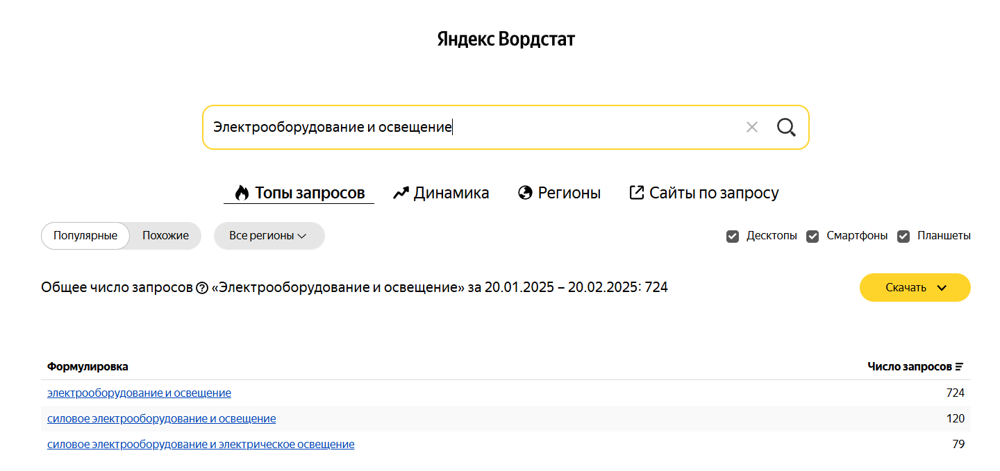 Яндекс Вордстат
Электрооборудование и освещение
Топы запросов Динамика Регионы Сайты по запросу
Популярные Похожие Все регионы Десктопы Смартфоны Планшеты
Общее число запросов ? «Электрооборудование и освещение» за 20.01.2025 – 20.02.2025: 724 Скачать
Формулировка Число запросов
электрооборудование и освещение 724
силовое электрооборудование и освещение 120
силовое электрооборудование и электрическое освещение 79